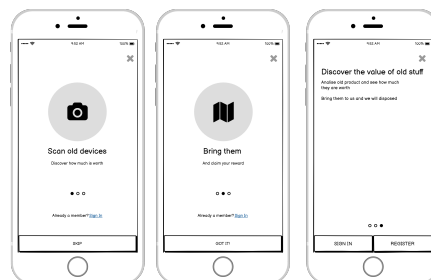 9:52 AM
100%
Scan old devices
Discover how much is worth
Already a member? Sign In
SKIP
9:52 AM
100%
Bring them
And claim your reward
Already a member? Sign In
GOT IT!
9:52 AM
100%
Discover the value of old stuff
Analise old product and see how much
they are worth
Bring them to us and we will disposed
SIGN IN
REGISTER